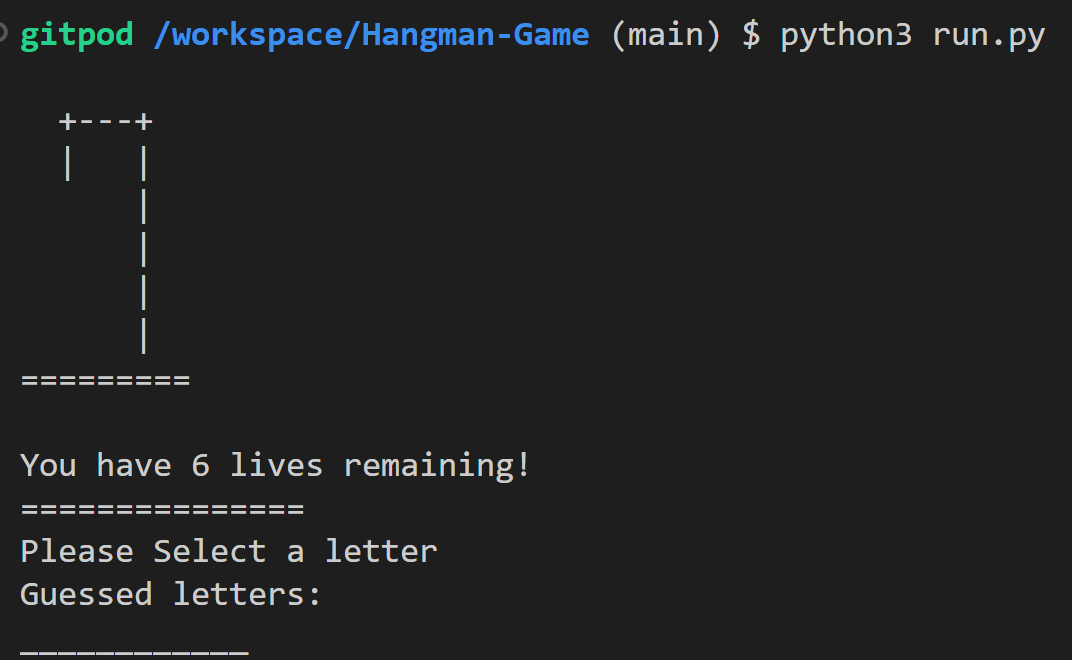 gitpod /workspace/Hangman-Game (main) $ python3 run.py
  +---+
  |   |
      |
      |
      |
      |
=========
You have 6 lives remaining!
===============
Please Select a letter
Guessed letters:
____________